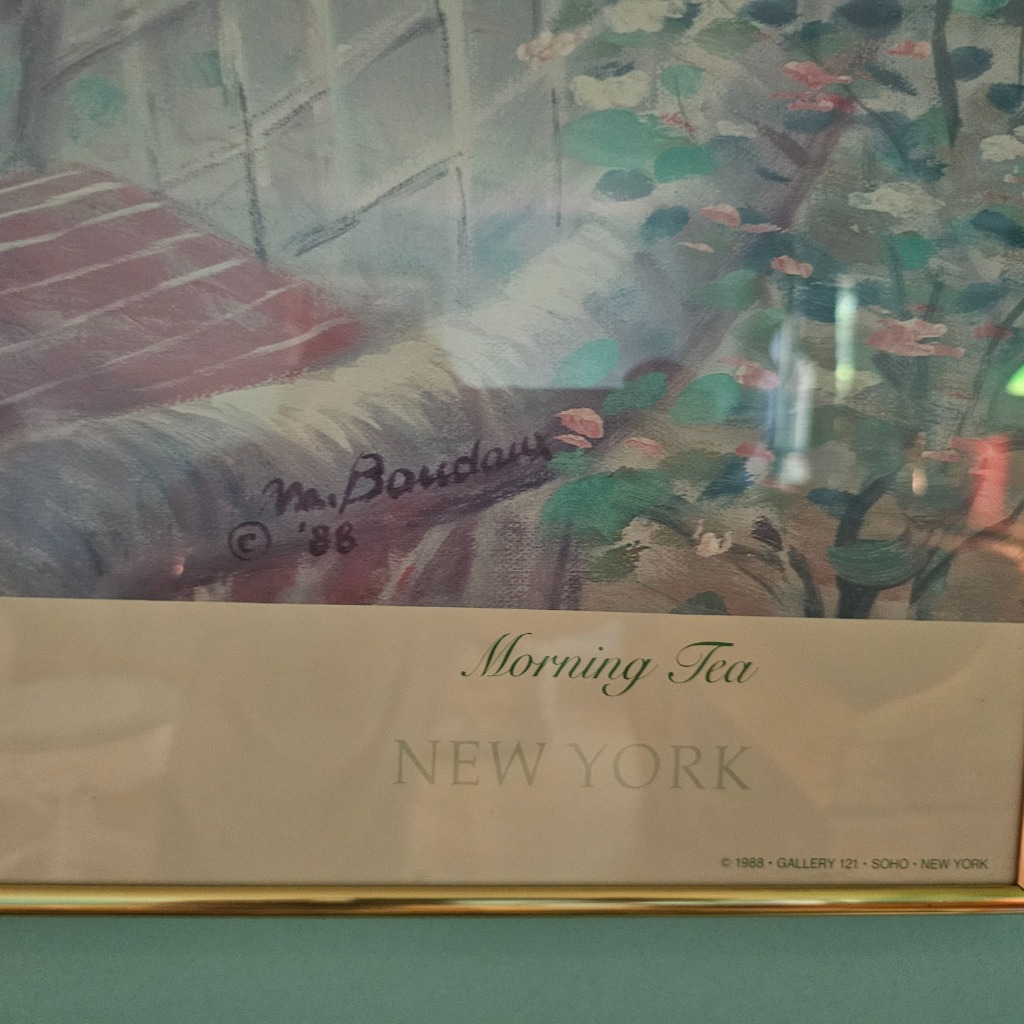 m. Boudaux
© '88
Morning Tea
NEW YORK
© 1988 • GALLERY 121 • SOHO • NEW YORK